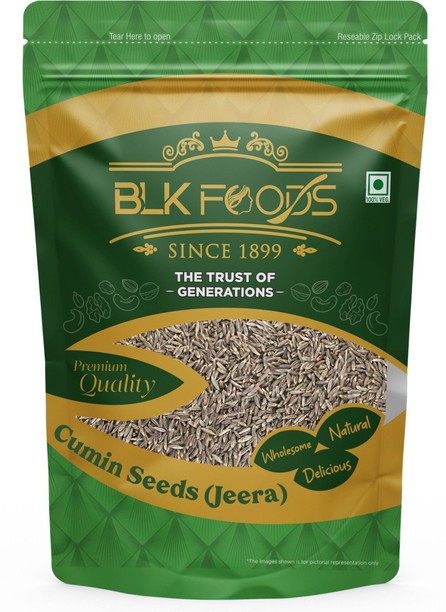 Tear Here to open
Reseable Zip Lock Pack
BLK FOODS
SINCE 1899
100% VEG
THE TRUST OF
- GENERATIONS -
Premium
Quality
Wholesome
Natural
Delicious
Cumin Seeds (Jeera)
*The images shown is for pictorial representation only.